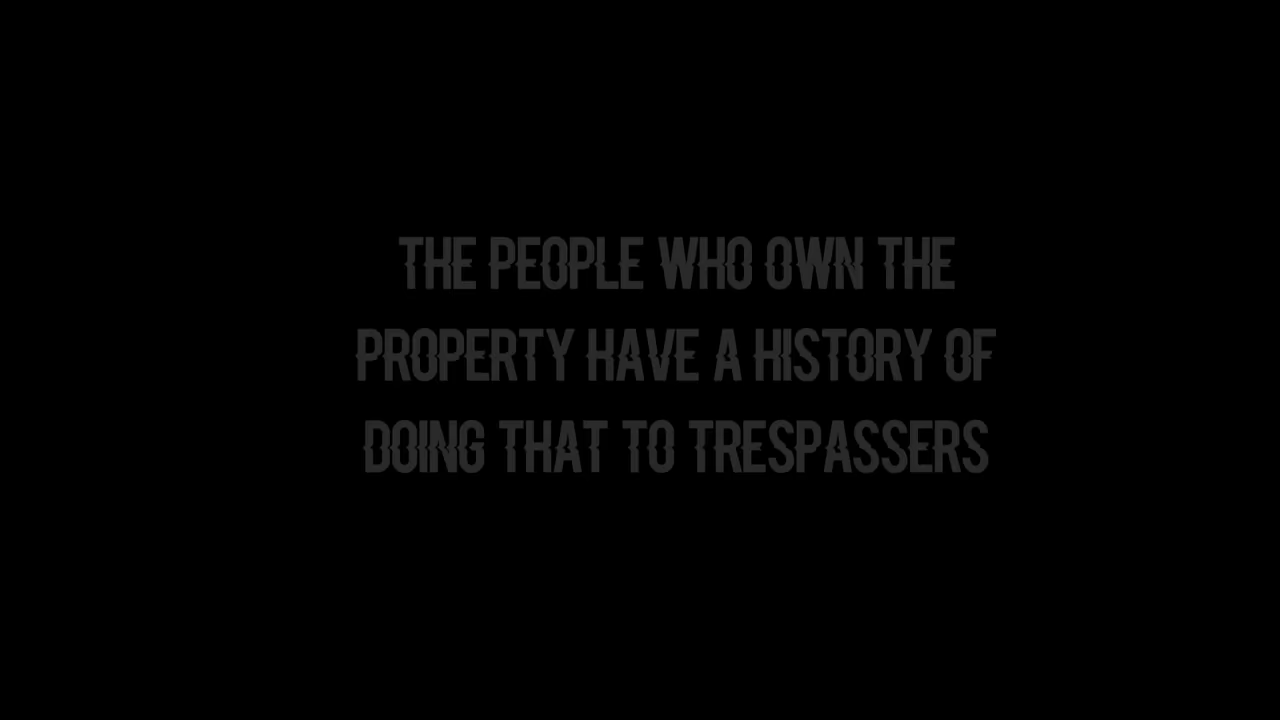 THE PEOPLE WHO OWN THE
PROPERTY HAVE A HISTORY OF
DOING THAT TO TRESPASSERS